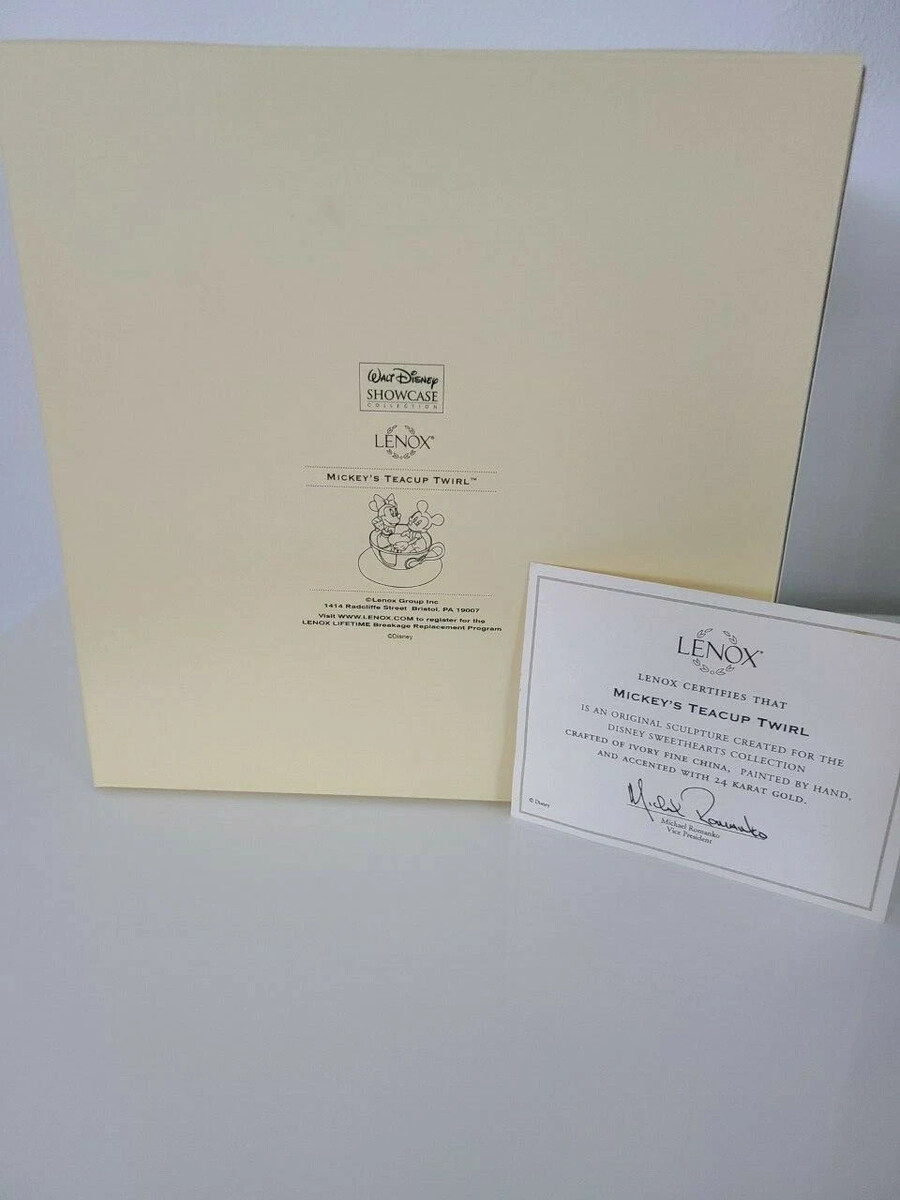 WALT DISNEY
SHOWCASE
COLLECTION
LENOX®
MICKEY'S TEACUP TWIRL™
©Lenox Group Inc
1414 Radcliffe Street Bristol, PA 19007
Visit WWW.LENOX.COM to register for the
LENOX LIFETIME Breakage Replacement Program
©Disney
LENOX®
LENOX CERTIFIES THAT
MICKEY'S TEACUP TWIRL
IS AN ORIGINAL SCULPTURE CREATED FOR THE
DISNEY SWEETHEARTS COLLECTION
CRAFTED OF IVORY FINE CHINA, PAINTED BY HAND,
AND ACCENTED WITH 24 KARAT GOLD.
© Disney
Michael Romanko
Michael Romanko
Vice President